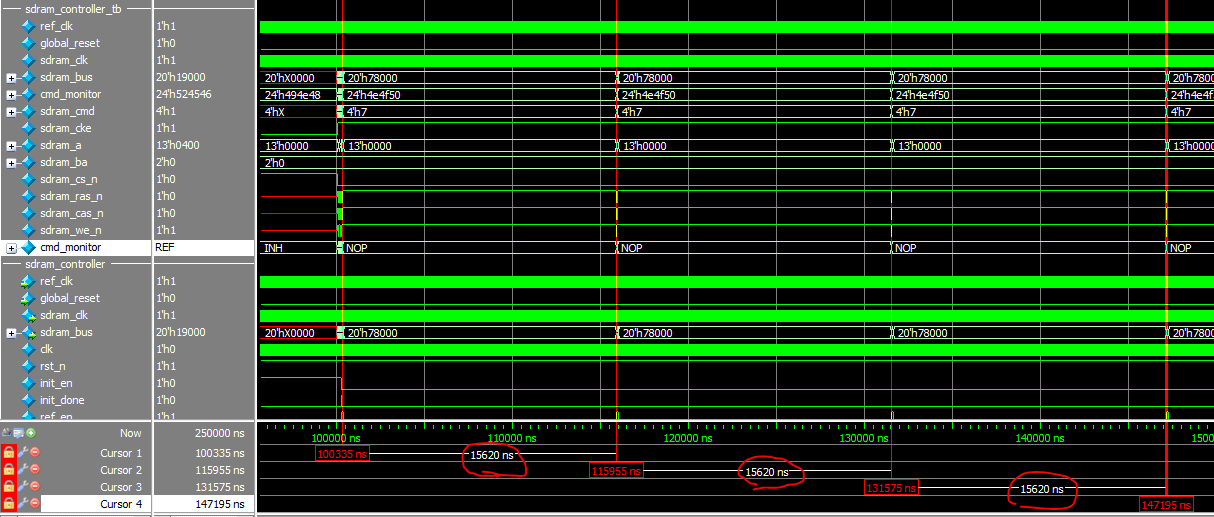 sdram_controller_tb
ref_clk 1'h1
global_reset 1'h0
sdram_clk 1'h1
sdram_bus 20'h19000 20'hX0000 20'h78000 20'h78000 20'h78000 20'h7800
cmd_monitor 24'h524546 24'h494e48 24'h4e4f50 24'h4e4f50 24'h4e4f50 24'h4e4f5
sdram_cmd 4'h1 4'hX 4'h7 4'h7 4'h7 4'h7
sdram_cke 1'h1
sdram_a 13'h0400 13'h0000 13'h0000 13'h0000 13'h0000 13'h0000
sdram_ba 2'h0 2'h0
sdram_cs_n 1'h0
sdram_ras_n 1'h0
sdram_cas_n 1'h0
sdram_we_n 1'h1
cmd_monitor REF INH NOP NOP NOP NOP
sdram_controller
ref_clk 1'h1
global_reset 1'h0
sdram_clk 1'h1
sdram_bus 20'h19000 20'hX0000 20'h78000 20'h78000 20'h78000 20'h7800
clk 1'h0
rst_n 1'h1
init_en 1'h0
init_done 1'h0
ref_en 1'h1
Now 250000 ns 100000 ns 110000 ns 120000 ns 130000 ns 140000 ns 1500
Cursor 1 100335 ns 100335 ns 15620 ns
Cursor 2 115955 ns 115955 ns 15620 ns
Cursor 3 131575 ns 131575 ns 15620 ns
Cursor 4 147195 ns 147195 ns